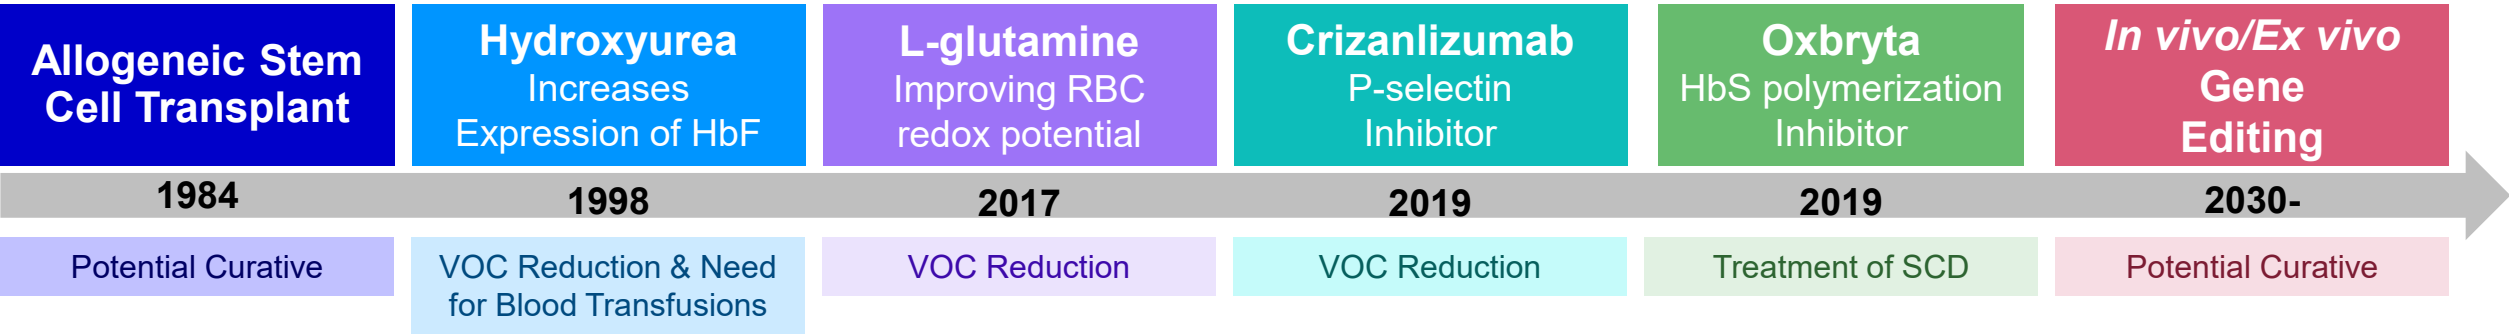 Allogeneic Stem
Cell Transplant
Hydroxyurea
Increases
Expression of HbF
L-glutamine
Improving RBC
redox potential
Crizanlizumab
P-selectin
Inhibitor
Oxbryta
HbS polymerization
Inhibitor
In vivo/Ex vivo
Gene
Editing
1984
1998
2017
2019
2019
2030-
Potential Curative
VOC Reduction & Need
for Blood Transfusions
VOC Reduction
VOC Reduction
Treatment of SCD
Potential Curative